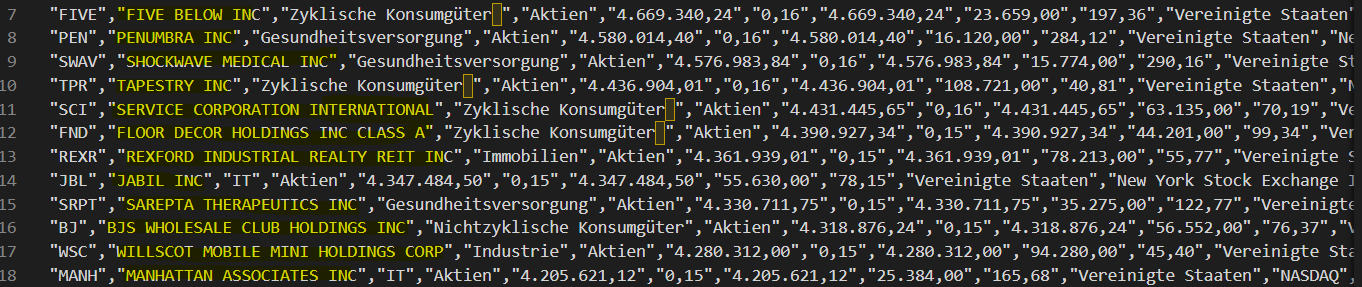 7 "FIVE","FIVE BELOW INC","Zyklische Konsumgüter ","Aktien","4.669.340,24","0,16","4.669.340,24","23.659,00","197,36","Vereinigte Staaten"
8 "PEN","PENUMBRA INC","Gesundheitsversorgung","Aktien","4.580.014,40","0,16","4.580.014,40","16.120,00","284,12","Vereinigte Staaten","Ne
9 "SWAV","SHOCKWAVE MEDICAL INC","Gesundheitsversorgung","Aktien","4.576.983,84","0,16","4.576.983,84","15.774,00","290,16","Vereinigte St
10 "TPR","TAPESTRY INC","Zyklische Konsumgüter ","Aktien","4.436.904,01","0,16","4.436.904,01","108.721,00","40,81","Vereinigte Staaten","N
11 "SCI","SERVICE CORPORATION INTERNATIONAL","Zyklische Konsumgüter ","Aktien","4.431.445,65","0,16","4.431.445,65","63.135,00","70,19","Ve
12 "FND","FLOOR DECOR HOLDINGS INC CLASS A","Zyklische Konsumgüter ","Aktien","4.390.927,34","0,15","4.390.927,34","44.201,00","99,34","Ver
13 "REXR","REXFORD INDUSTRIAL REALTY REIT INC","Immobilien","Aktien","4.361.939,01","0,15","4.361.939,01","78.213,00","55,77","Vereinigte S
14 "JBL","JABIL INC","IT","Aktien","4.347.484,50","0,15","4.347.484,50","55.630,00","78,15","Vereinigte Staaten","New York Stock Exchange I
15 "SRPT","SAREPTA THERAPEUTICS INC","Gesundheitsversorgung","Aktien","4.330.711,75","0,15","4.330.711,75","35.275,00","122,77","Vereinigte
16 "BJ","BJS WHOLESALE CLUB HOLDINGS INC","Nichtzyklische Konsumgüter","Aktien","4.318.876,24","0,15","4.318.876,24","56.552,00","76,37","V
17 "WSC","WILLSCOT MOBILE MINI HOLDINGS CORP","Industrie","Aktien","4.280.312,00","0,15","4.280.312,00","94.280,00","45,40","Vereinigte Sta
18 "MANH","MANHATTAN ASSOCIATES INC","IT","Aktien","4.205.621,12","0,15","4.205.621,12","25.384,00","165,68","Vereinigte Staaten","NASDAQ",